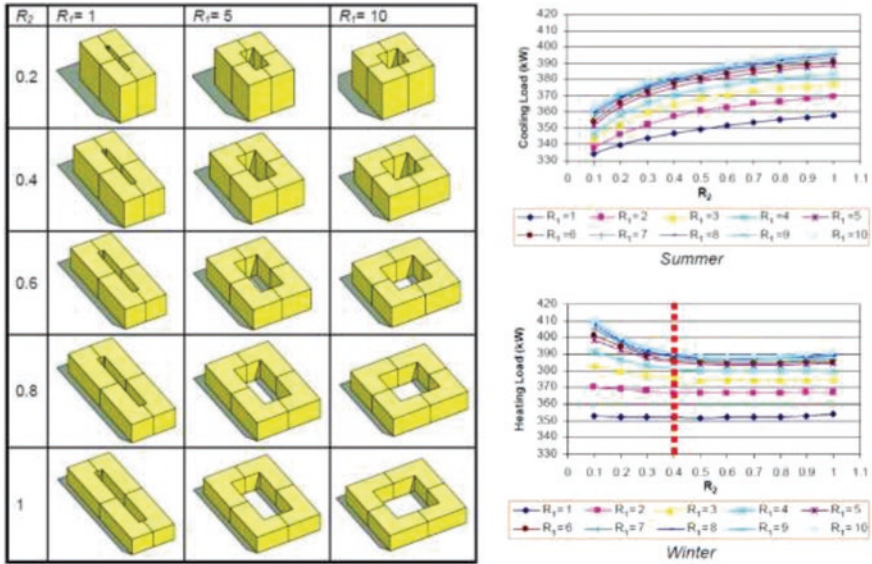 R2 R1= 1 R1= 5 R1= 10
0.2
0.4
0.6
0.8
1
Cooling Load (kW)
420
410
400
390
380
370
360
350
340
330
0 0.1 0.2 0.3 0.4 0.5 0.6 0.7 0.8 0.9 1 1.1
R2
R1=1 R1=2 R1=3 R1=4 R1=5
R1=6 R1=7 R1=8 R1=9 R1=10
Summer
Heating Load (kW)
420
410
400
390
380
370
360
350
340
330
0 0.1 0.2 0.3 0.4 0.5 0.6 0.7 0.8 0.9 1 1.1
R2
R1=1 R1=2 R1=3 R1=4 R1=5
R1=6 R1=7 R1=8 R1=9 R1=10
Winter